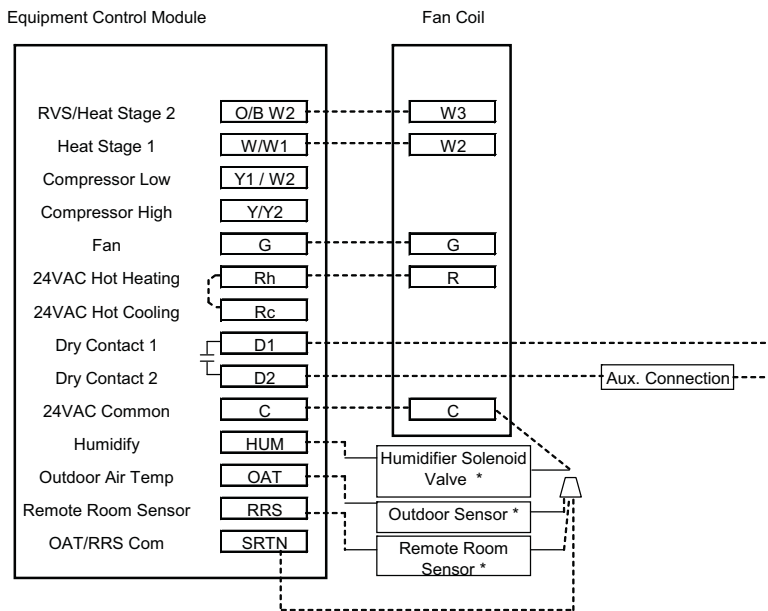 Equipment Control Module Fan Coil
RVS/Heat Stage 2 O/B W2 W3
Heat Stage 1 W/W1 W2
Compressor Low Y1 / W2
Compressor High Y/Y2
Fan G G
24VAC Hot Heating Rh R
24VAC Hot Cooling Rc
Dry Contact 1 D1
Dry Contact 2 D2 Aux. Connection
24VAC Common C C
Humidify HUM
Humidifier Solenoid
Valve *
Outdoor Air Temp OAT
Outdoor Sensor *
Remote Room Sensor RRS
OAT/RRS Com SRTN
Remote Room
Sensor *